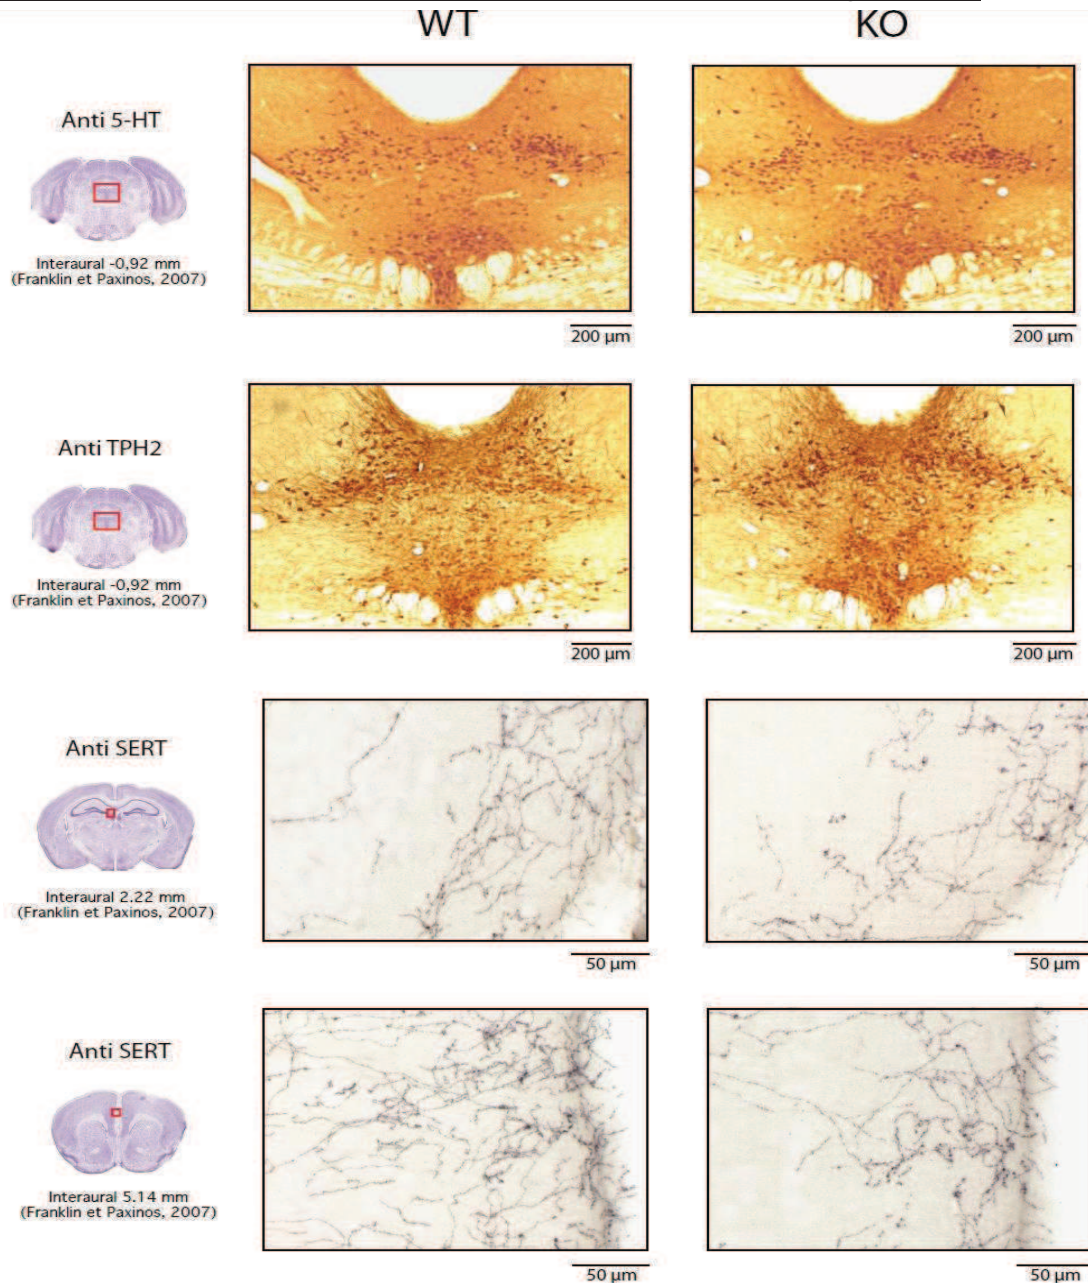 WT KO
Anti 5-HT
Interaural -0,92 mm
(Franklin et Paxinos, 2007)
200 µm 200 µm
Anti TPH2
Interaural -0,92 mm
(Franklin et Paxinos, 2007)
200 µm 200 µm
Anti SERT
Interaural 2.22 mm
(Franklin et Paxinos, 2007)
50 µm 50 µm
Anti SERT
Interaural 5.14 mm
(Franklin et Paxinos, 2007)
50 µm 50 µm